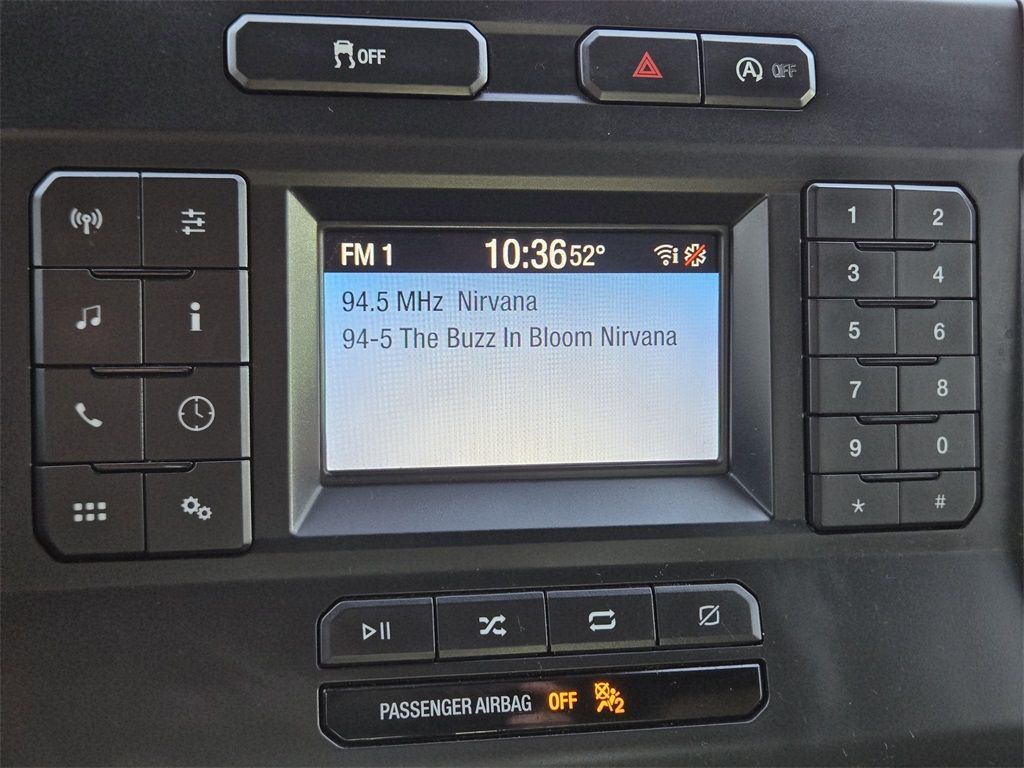 OFF
A OFF
FM 1 10:36 52° i
94.5 MHz Nirvana
94-5 The Buzz In Bloom Nirvana
i
1 2
3 4
5 6
7 8
9 0
* #
PASSENGER AIRBAG OFF 2